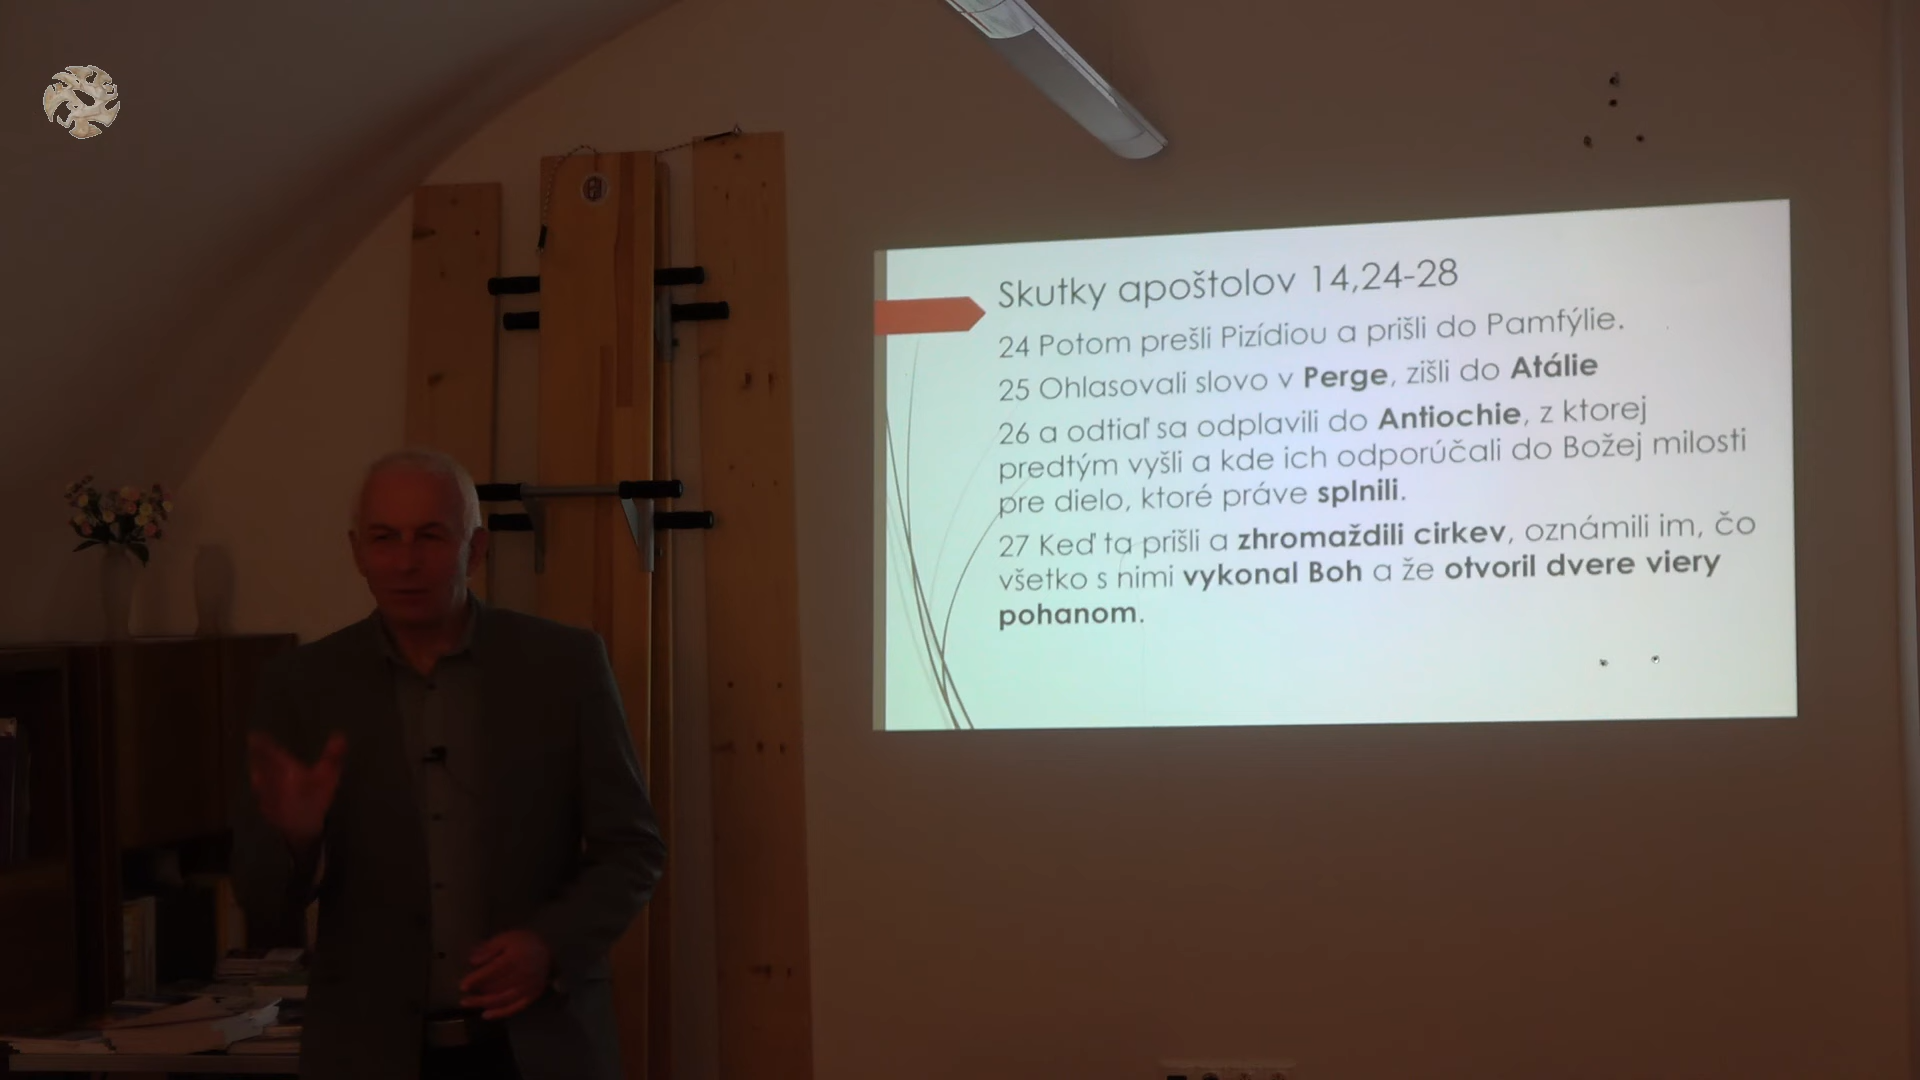 Skutky apoštolov 14,24-28
24 Potom prešli Pizídiou a prišli do Pamfýlie.
25 Ohlasovali slovo v Perge, zišli do Atálie
26 a odtiaľ sa odplavili do Antiochie, z ktorej
predtým vyšli a kde ich odporúčali do Božej milosti
pre dielo, ktoré práve splnili.
27 Keď ta prišli a zhromaždili cirkev, oznámili im, čo
všetko s nimi vykonal Boh a že otvoril dvere viery
pohanom.